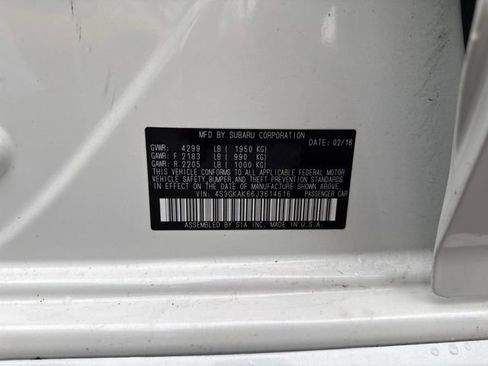 MFD BY SUBARU CORPORATION
DATE: 02/18
GVWR: 4299 LB ( 1950 KG)
GAWR: F 2183 LB ( 990 KG)
GAWR: R 2205 LB ( 1000 KG)
THIS VEHICLE CONFORMS TO ALL APPLICABLE FEDERAL MOTOR
VEHICLE SAFETY,BUMPER,AND THEFT PREVENTION STANDARDS
IN EFFECT ON THE DATE OF MANUFACTURE SHOWN ABOVE.
VIN: 4S3GKAK66J3614616 PASSENGER CAR
ASSEMBLED BY SIA INC. MADE IN U.S.A.